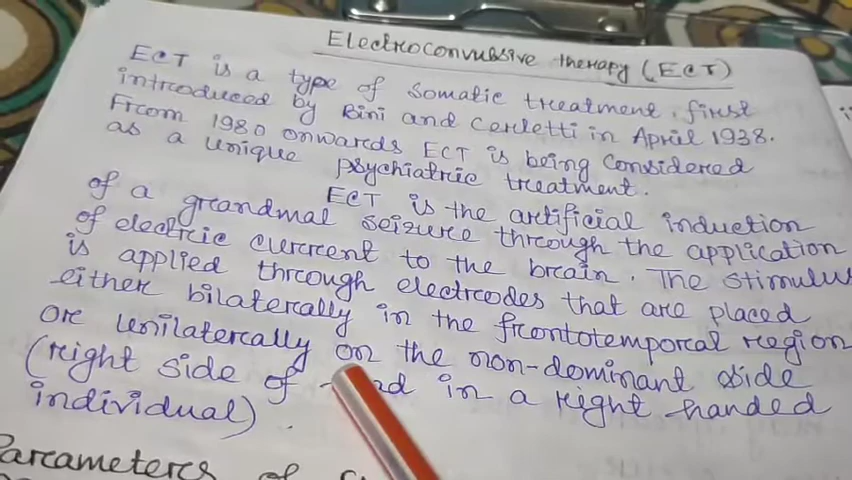 Electroconvulsive therapy (ECT)
ECT is a type of somatic treatment first
introduced by Bini and Cerletti in April 1938.
From 1980 onwards ECT is being considered
as a unique psychiatric treatment.
ECT is the artificial induction
of a grandmal seizure through the application
of electric current to the brain. The stimulus
is applied through electrodes that are placed
either bilaterally in the frontotemporal region
or unilaterally on the non-dominant side
(right side of in a right handed
individual).
Parameters of